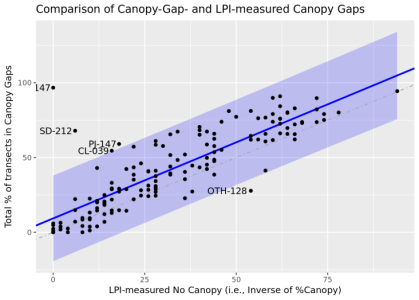 Comparison of Canopy-Gap- and LPI-measured Canopy Gaps
Total % of transects in Canopy Gaps
100
50
0
147
SD-212
PJ-147
CL-039
OTH-128
0
25
50
75
LPI-measured No Canopy (i.e., Inverse of %Canopy)